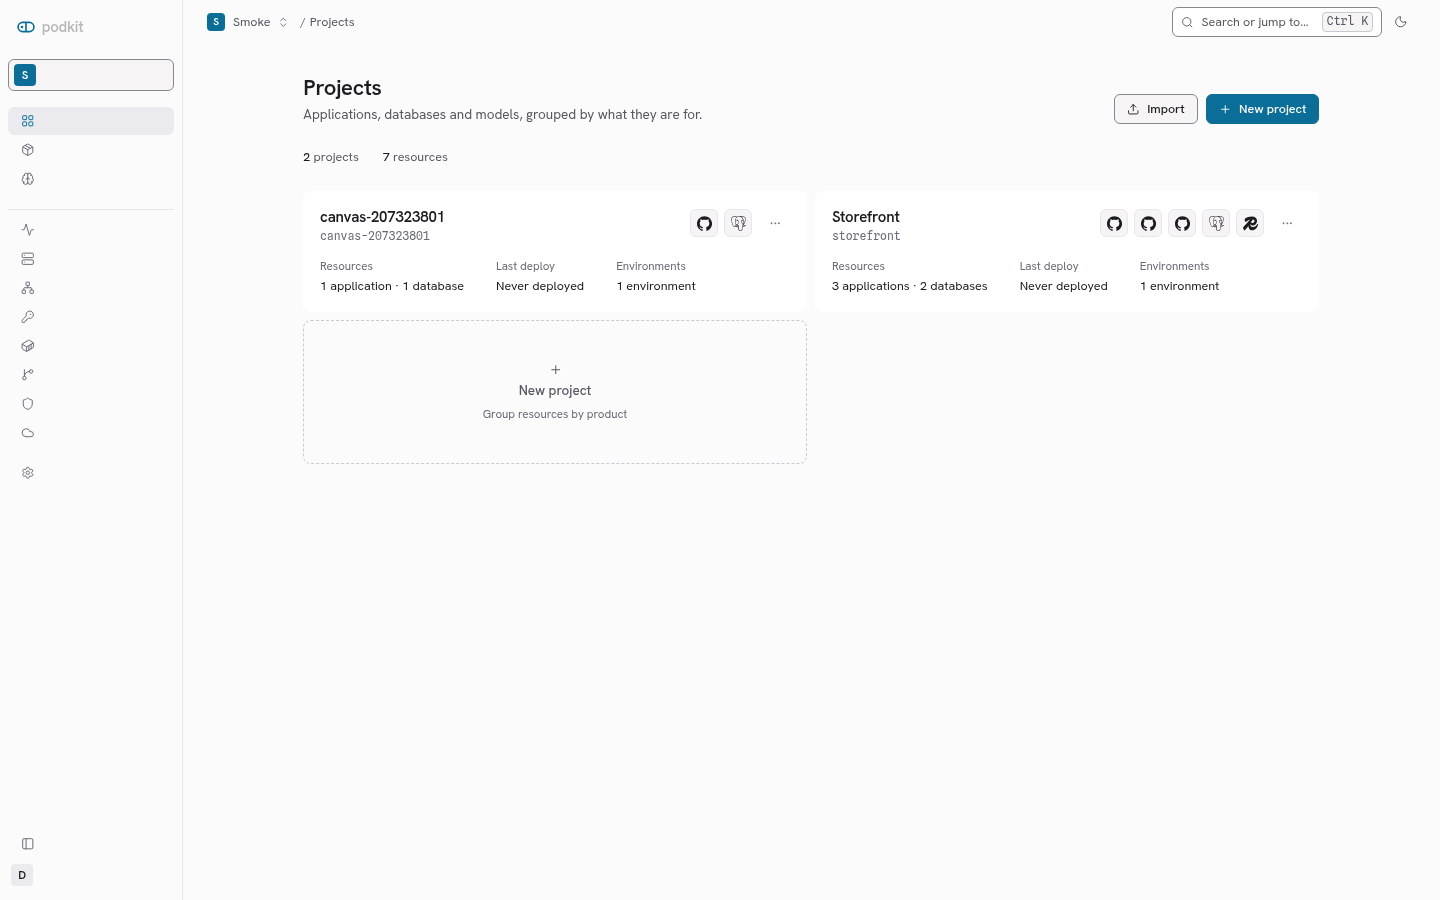 podkit
S
S Smoke / Projects
Search or jump to... Ctrl K
Projects
Applications, databases and models, grouped by what they are for.
Import
New project
2 projects 7 resources
canvas-207323801
canvas-207323801
Resources Last deploy Environments
1 application · 1 database Never deployed 1 environment
Storefront
storefront
Resources Last deploy Environments
3 applications · 2 databases Never deployed 1 environment
New project
Group resources by product
D